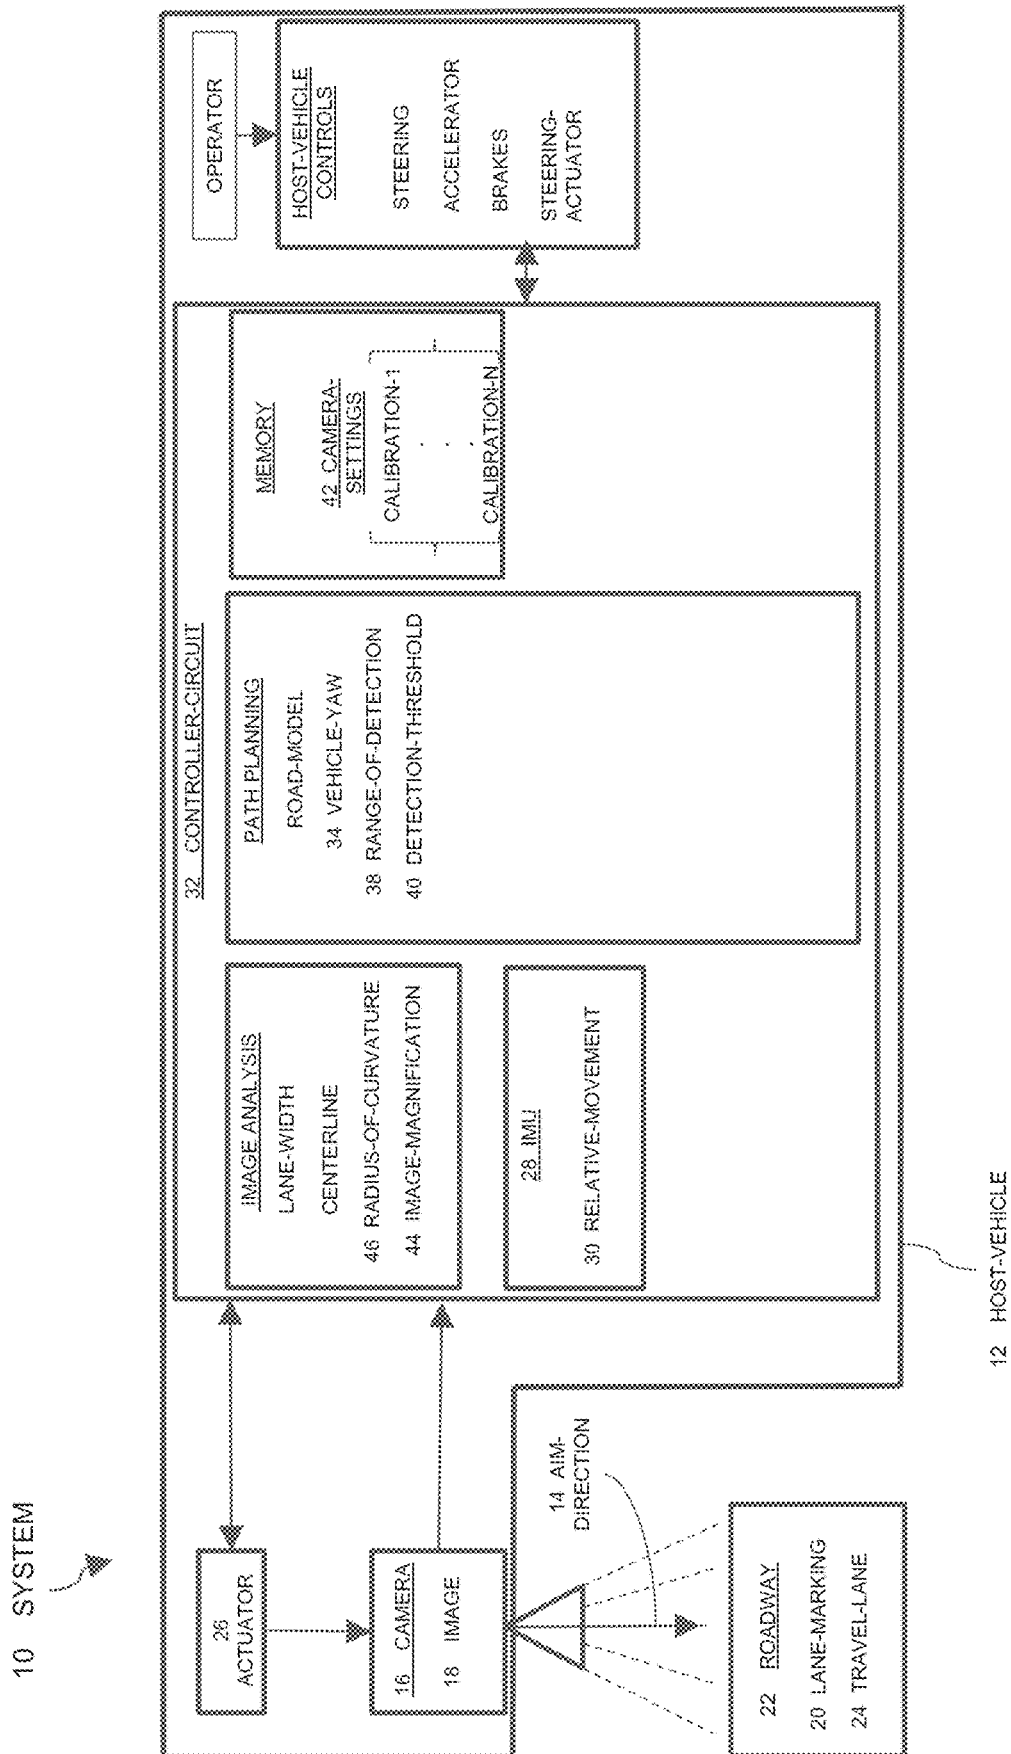 10 SYSTEM
26
ACTUATOR
16 CAMERA
18 IMAGE
14 AIM-
DIRECTION
22 ROADWAY
20 LANE-MARKING
24 TRAVEL-LANE
32 CONTROLLER-CIRCUIT
IMAGE ANALYSIS
LANE-WIDTH
CENTERLINE
46 RADIUS-OF-CURVATURE
44 IMAGE-MAGNIFICATION
28 IMU
30 RELATIVE-MOVEMENT
PATH PLANNING
ROAD-MODEL
34 VEHICLE-YAW
38 RANGE-OF-DETECTION
40 DETECTION-THRESHOLD
MEMORY
42 CAMERA-
SETTINGS
CALIBRATION-1
.
.
.
CALIBRATION-N
OPERATOR
HOST-VEHICLE
CONTROLS
STEERING
ACCELERATOR
BRAKES
STEERING-
ACTUATOR
12 HOST-VEHICLE